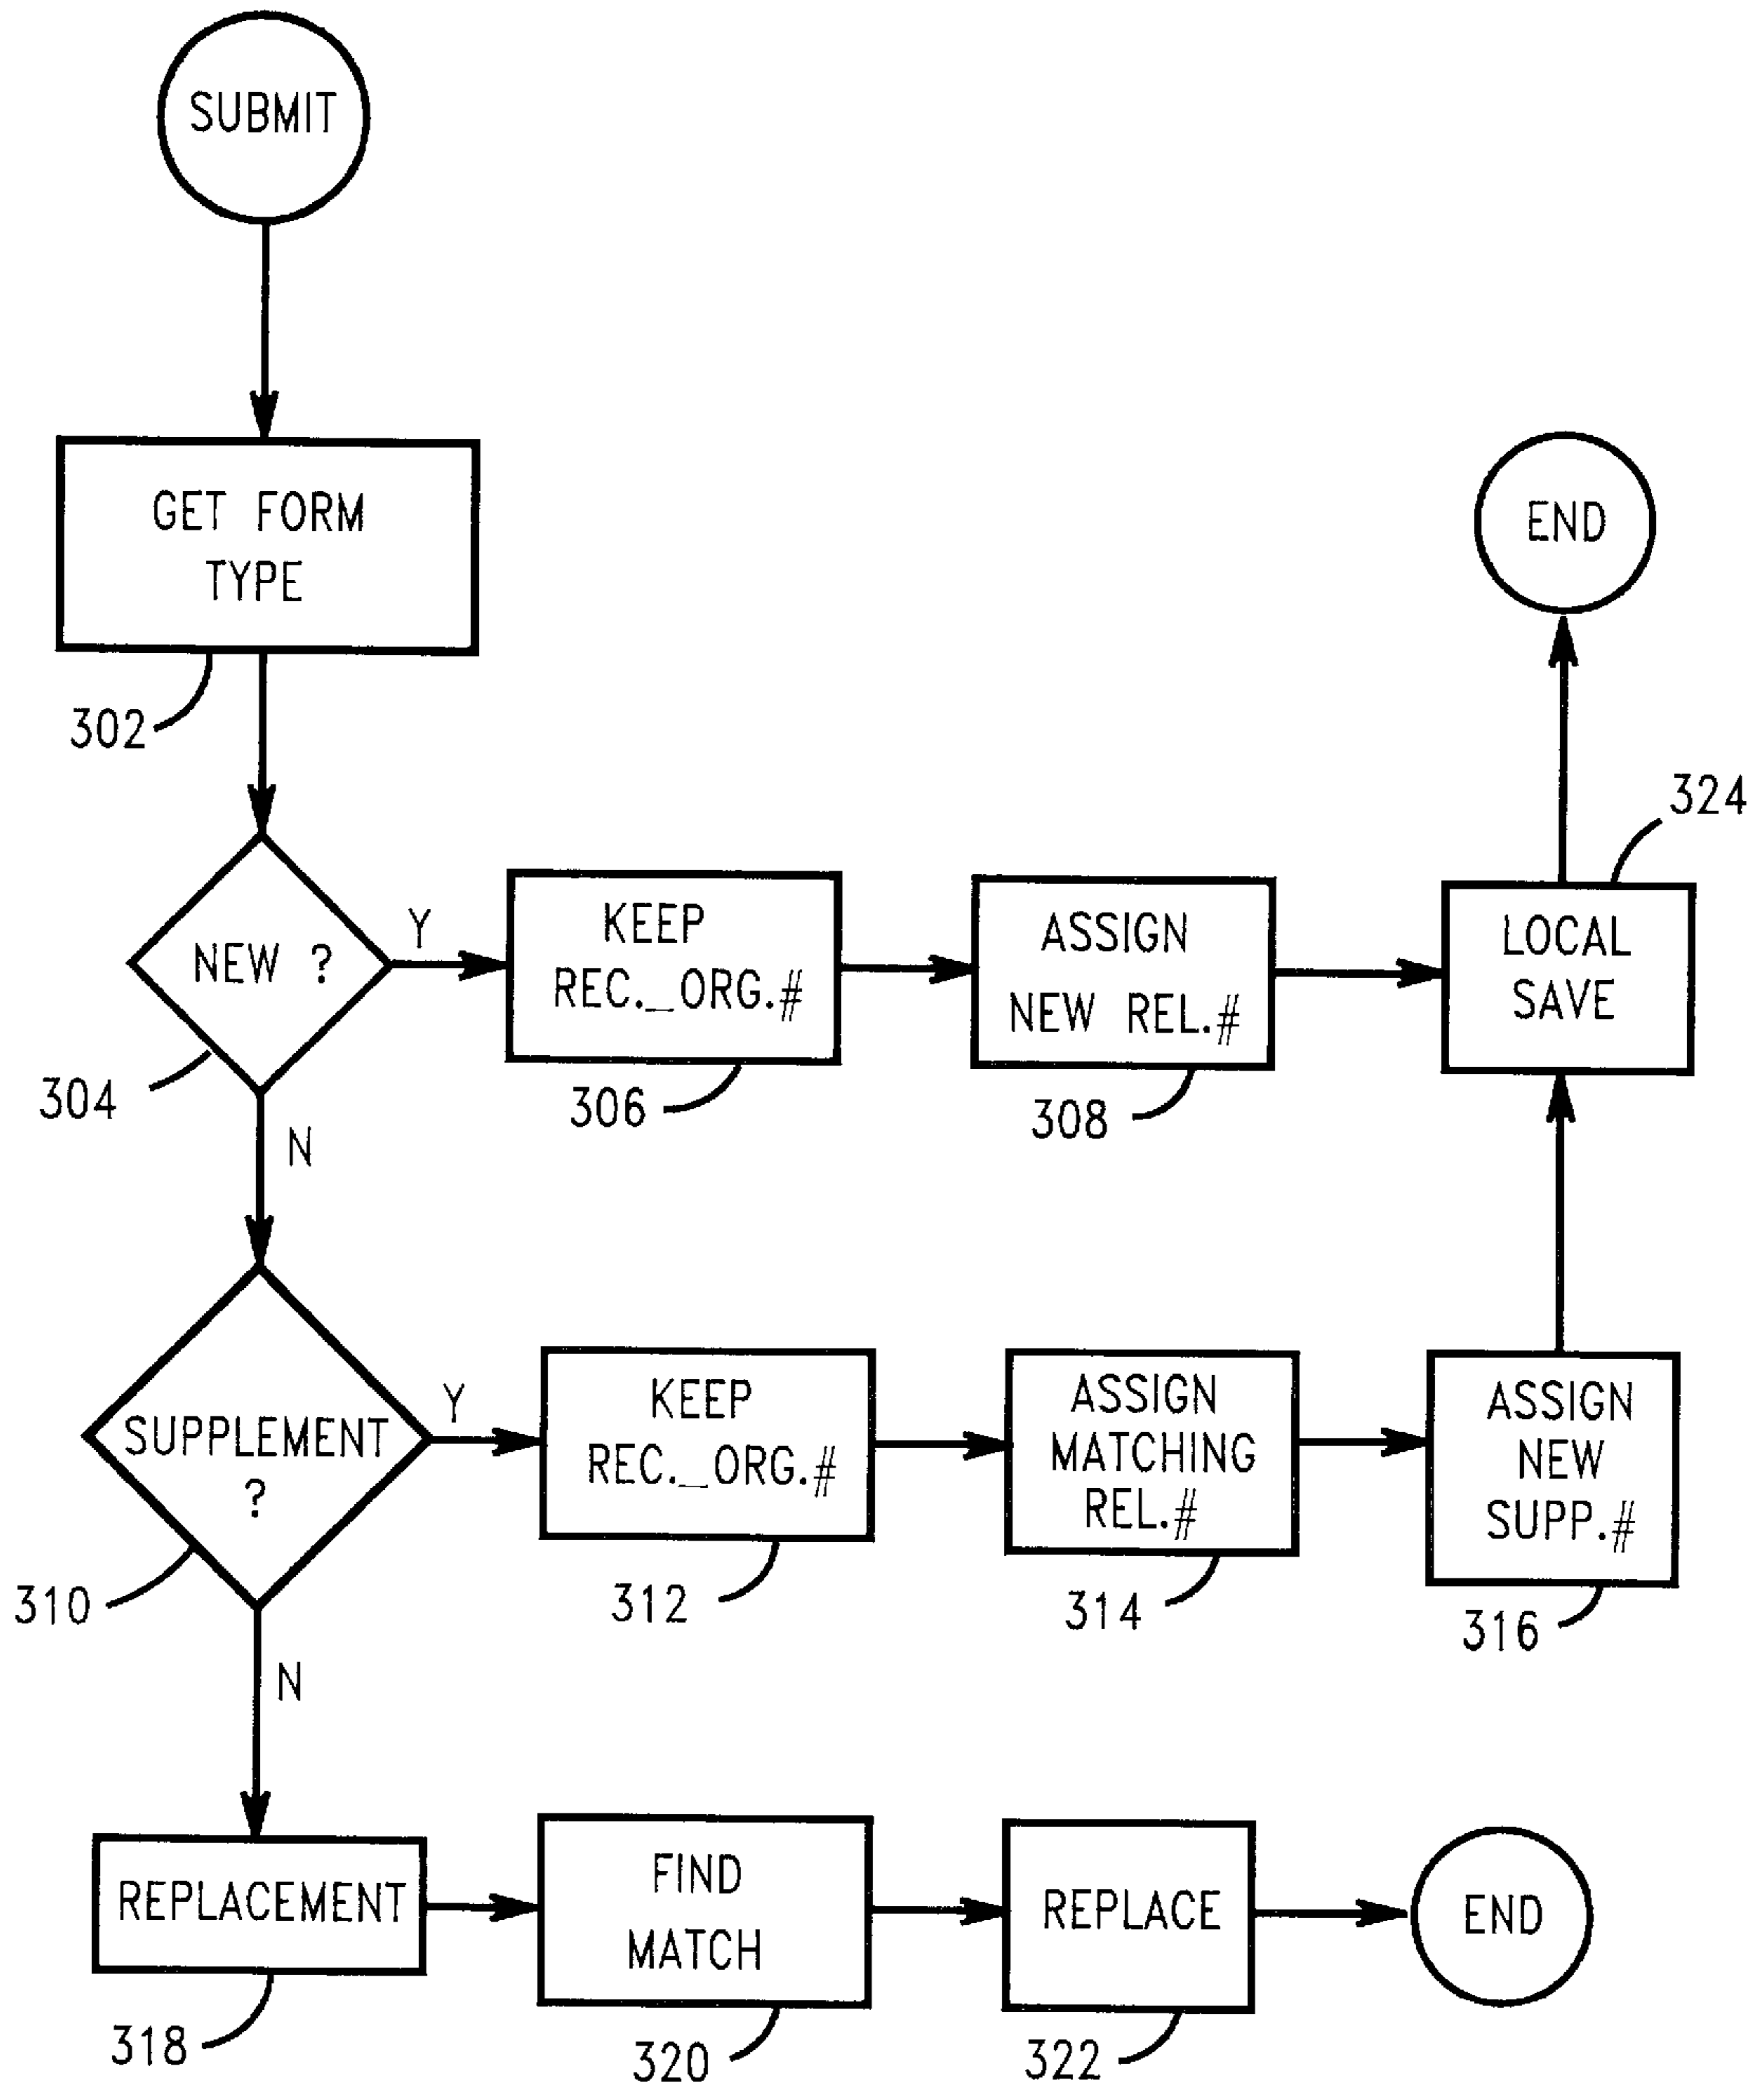 SUBMIT
GET FORM
TYPE
302
END
324
NEW ?
Y
KEEP
REC._ORG.#
ASSIGN
NEW REL.#
LOCAL
SAVE
304
306
308
N
SUPPLEMENT
?
Y
KEEP
REC._ORG.#
ASSIGN
MATCHING
REL.#
ASSIGN
NEW
SUPP.#
310
312
314
316
N
REPLACEMENT
FIND
MATCH
REPLACE
END
318
320
322